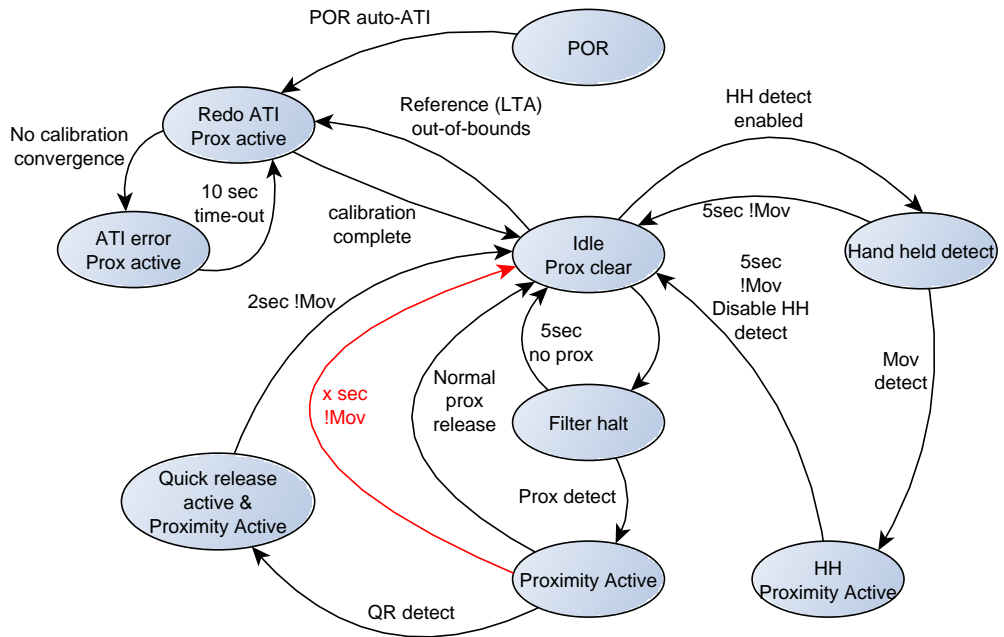 POR auto-ATI
POR
Redo ATI
Prox active
Reference (LTA)
out-of-bounds
HH detect
enabled
No calibration
convergence
10 sec
time-out
calibration
complete
5sec !Mov
ATI error
Prox active
Idle
Prox clear
Hand held detect
2sec !Mov
5sec
!Mov
Disable HH
detect
5sec
no prox
x sec
!Mov
Normal
prox
release
Mov
detect
Filter halt
Quick release
active &
Proximity Active
Prox detect
Proximity Active
HH
Proximity Active
QR detect